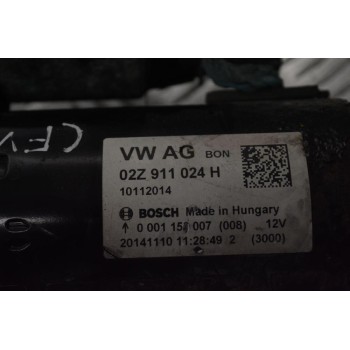 VW AG BON
02Z 911 024 H
10112014
BOSCH Made in Hungary
0 001 15 007 (008) 12V
20141110 11:28:49 2 (3000)